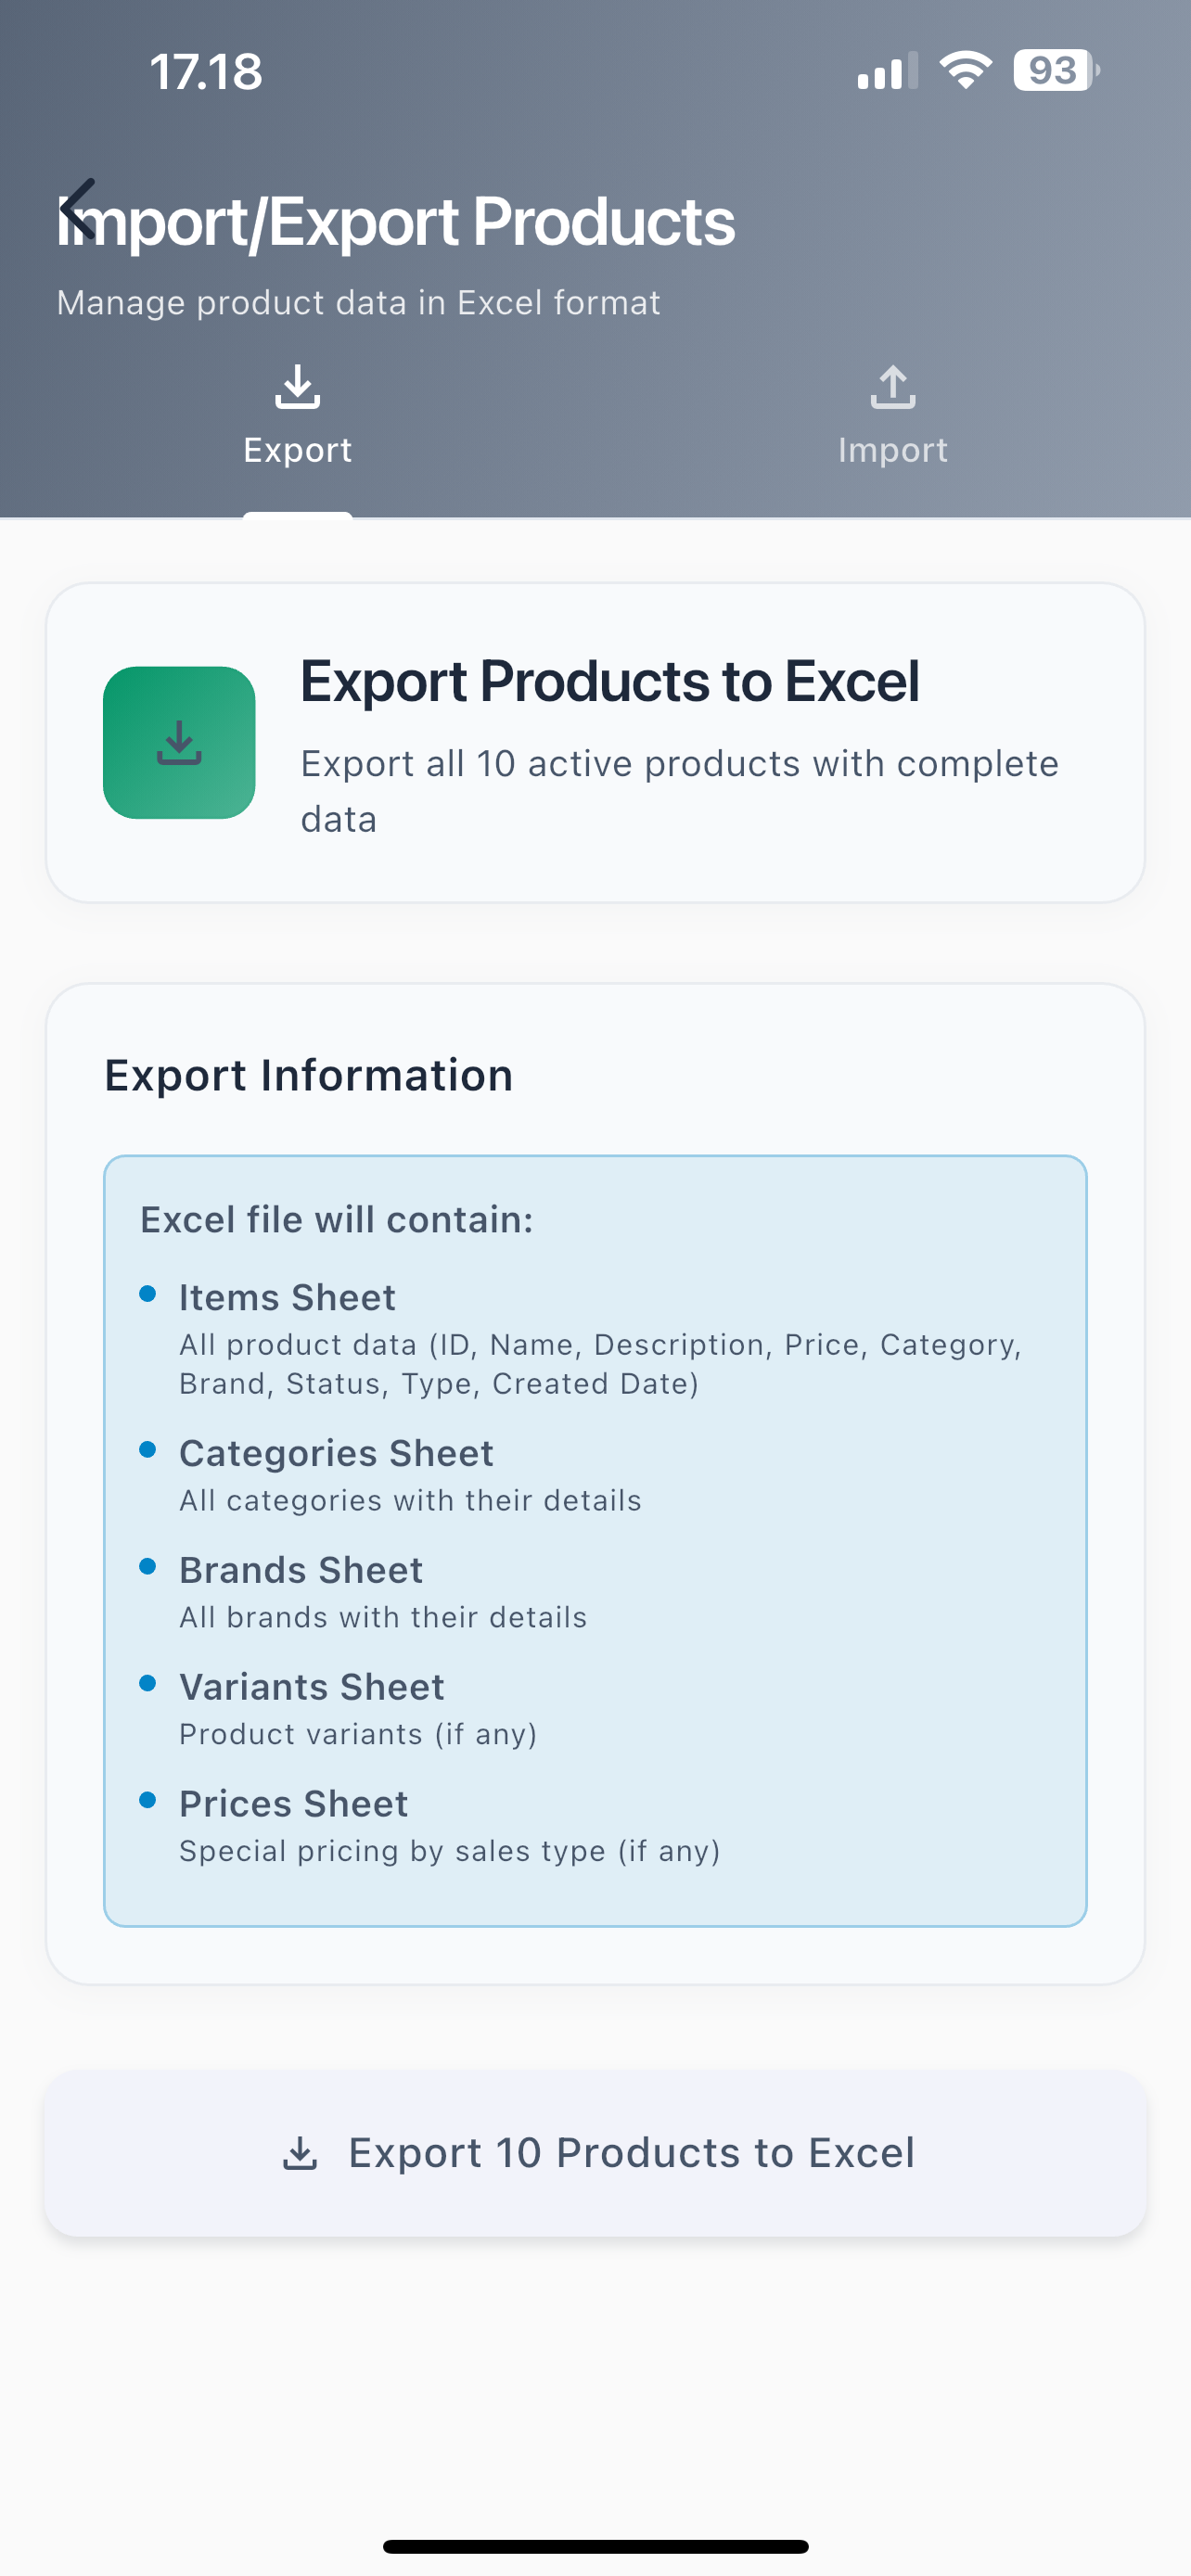 17.18
93
Import/Export Products
Manage product data in Excel format
Export
Import
Export Products to Excel
Export all 10 active products with complete
data
Export Information
Excel file will contain:
Items Sheet
All product data (ID, Name, Description, Price, Category,
Brand, Status, Type, Created Date)
Categories Sheet
All categories with their details
Brands Sheet
All brands with their details
Variants Sheet
Product variants (if any)
Prices Sheet
Special pricing by sales type (if any)
Export 10 Products to Excel